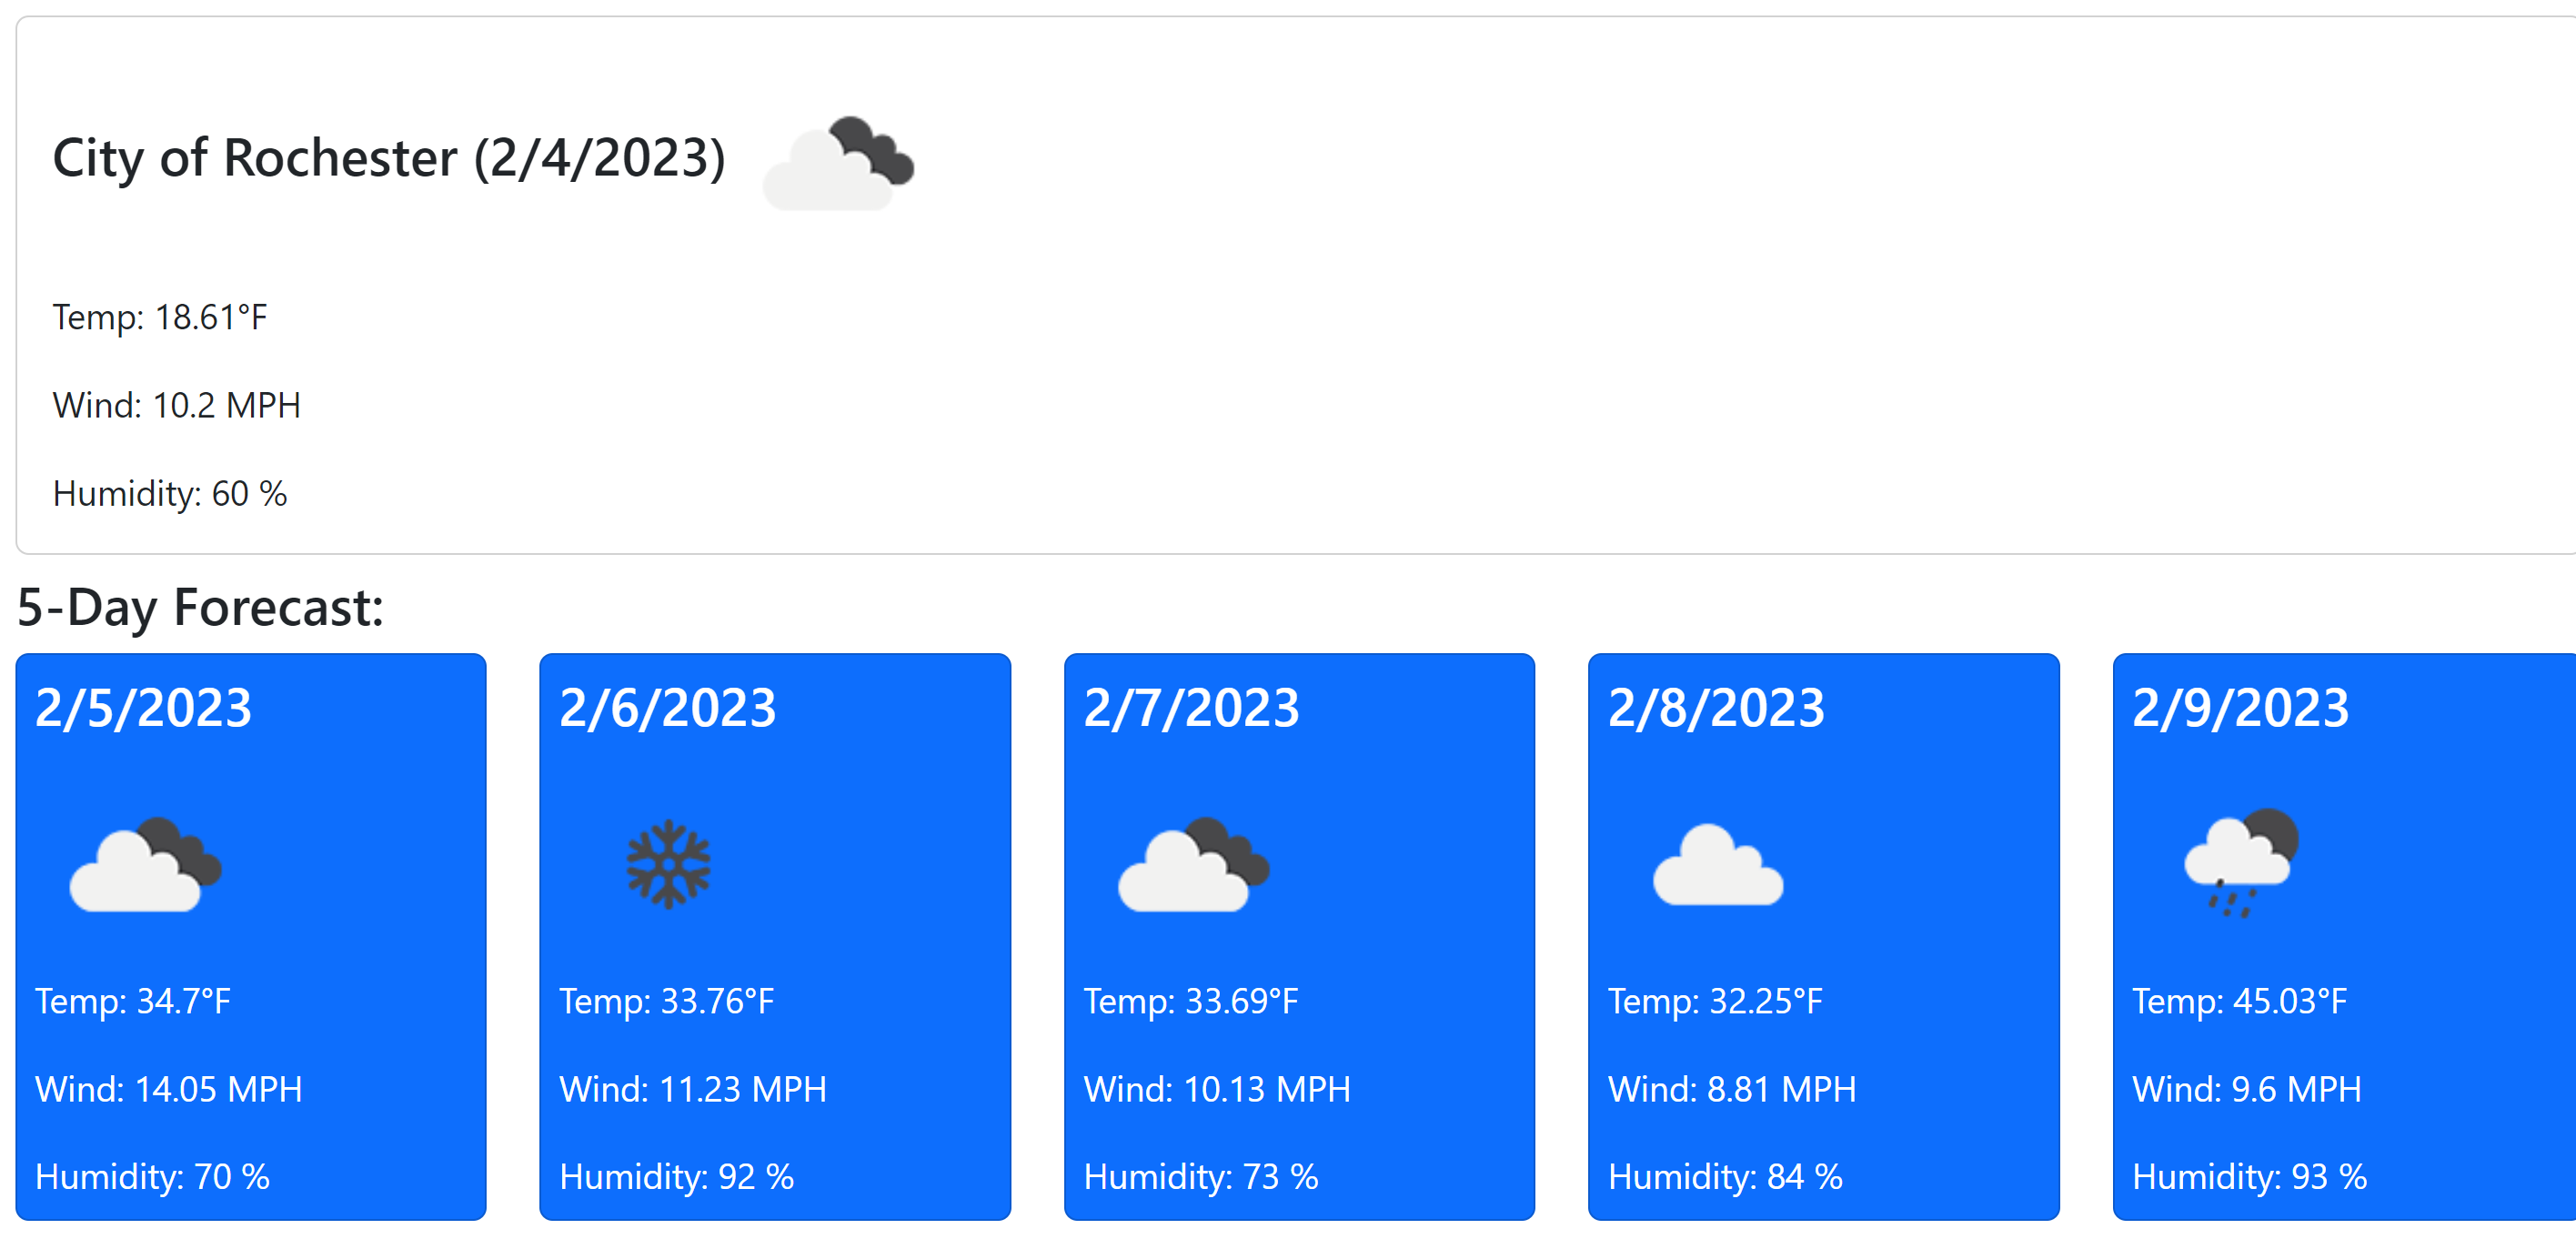 City of Rochester (2/4/2023)
Temp: 18.61°F
Wind: 10.2 MPH
Humidity: 60 %
5-Day Forecast:
2/5/2023
Temp: 34.7°F
Wind: 14.05 MPH
Humidity: 70 %
2/6/2023
Temp: 33.76°F
Wind: 11.23 MPH
Humidity: 92 %
2/7/2023
Temp: 33.69°F
Wind: 10.13 MPH
Humidity: 73 %
2/8/2023
Temp: 32.25°F
Wind: 8.81 MPH
Humidity: 84 %
2/9/2023
Temp: 45.03°F
Wind: 9.6 MPH
Humidity: 93 %